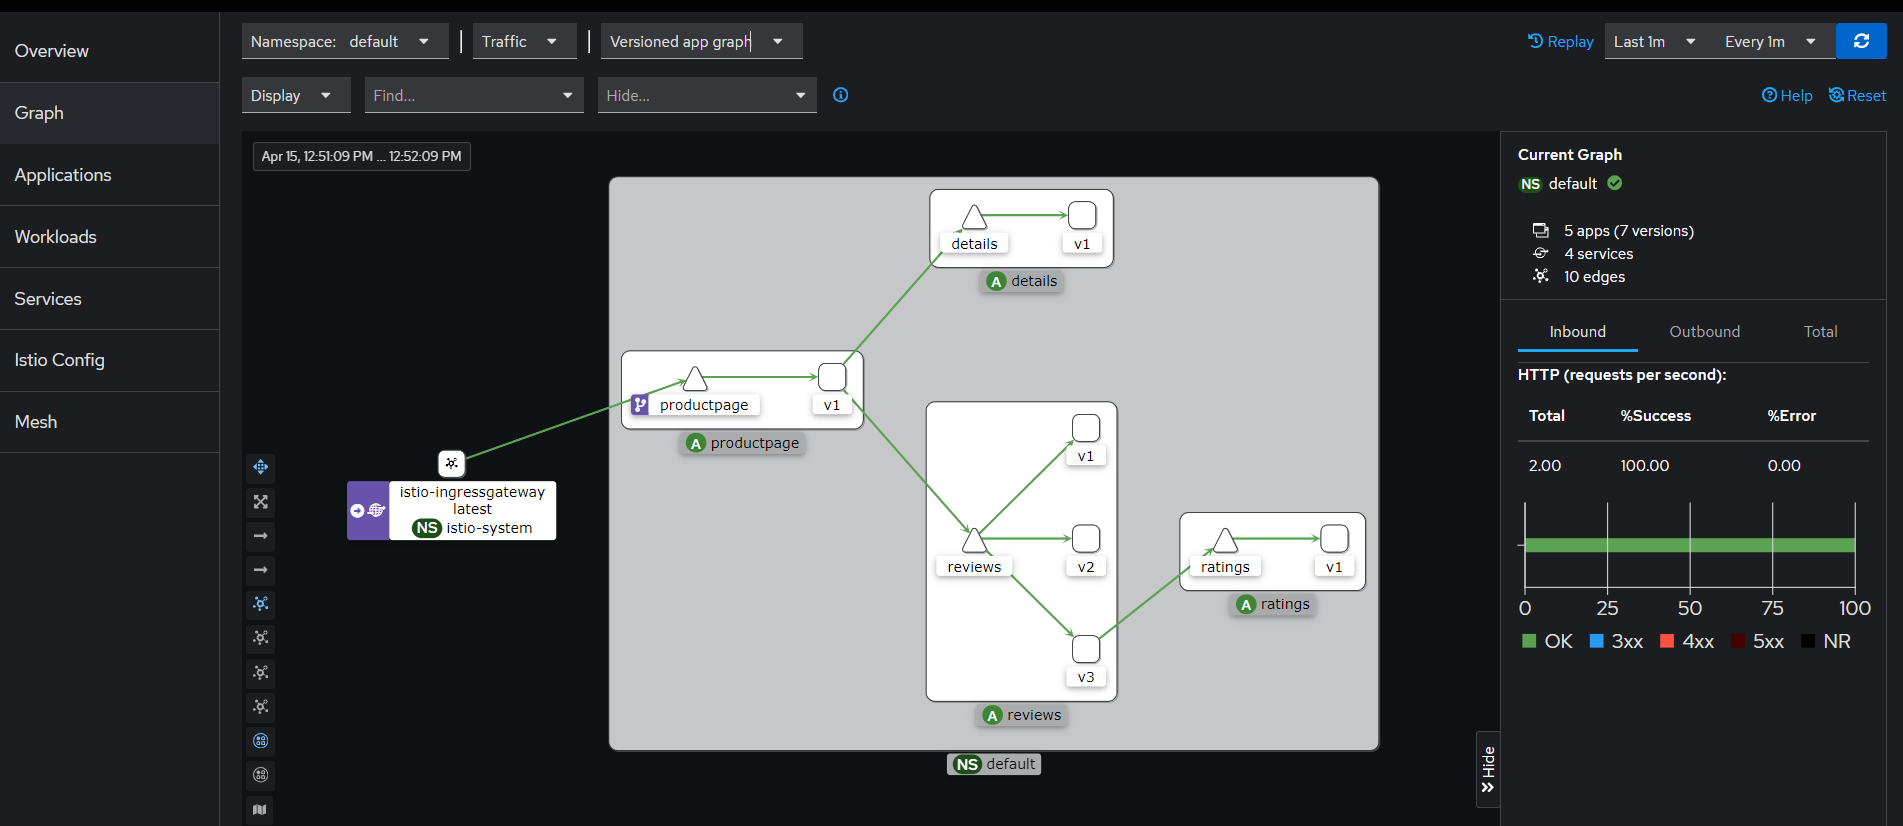 Overview
Graph
Applications
Workloads
Services
Istio Config
Mesh
Namespace: default
Traffic
Versioned app graph
Replay
Last 1m
Every 1m
Display
Find...
Hide...
Help
Reset
Apr 15, 12:51:09 PM ... 12:52:09 PM
details
v1
A details
productpage
v1
A productpage
istio-ingressgateway
latest
NS istio-system
v1
reviews
v2
v3
A reviews
ratings
v1
A ratings
NS default
Hide
Current Graph
NS default
5 apps (7 versions)
4 services
10 edges
Inbound
Outbound
Total
HTTP (requests per second):
Total %Success %Error
2.00 100.00 0.00
0 25 50 75 100
OK 3xx 4xx 5xx NR